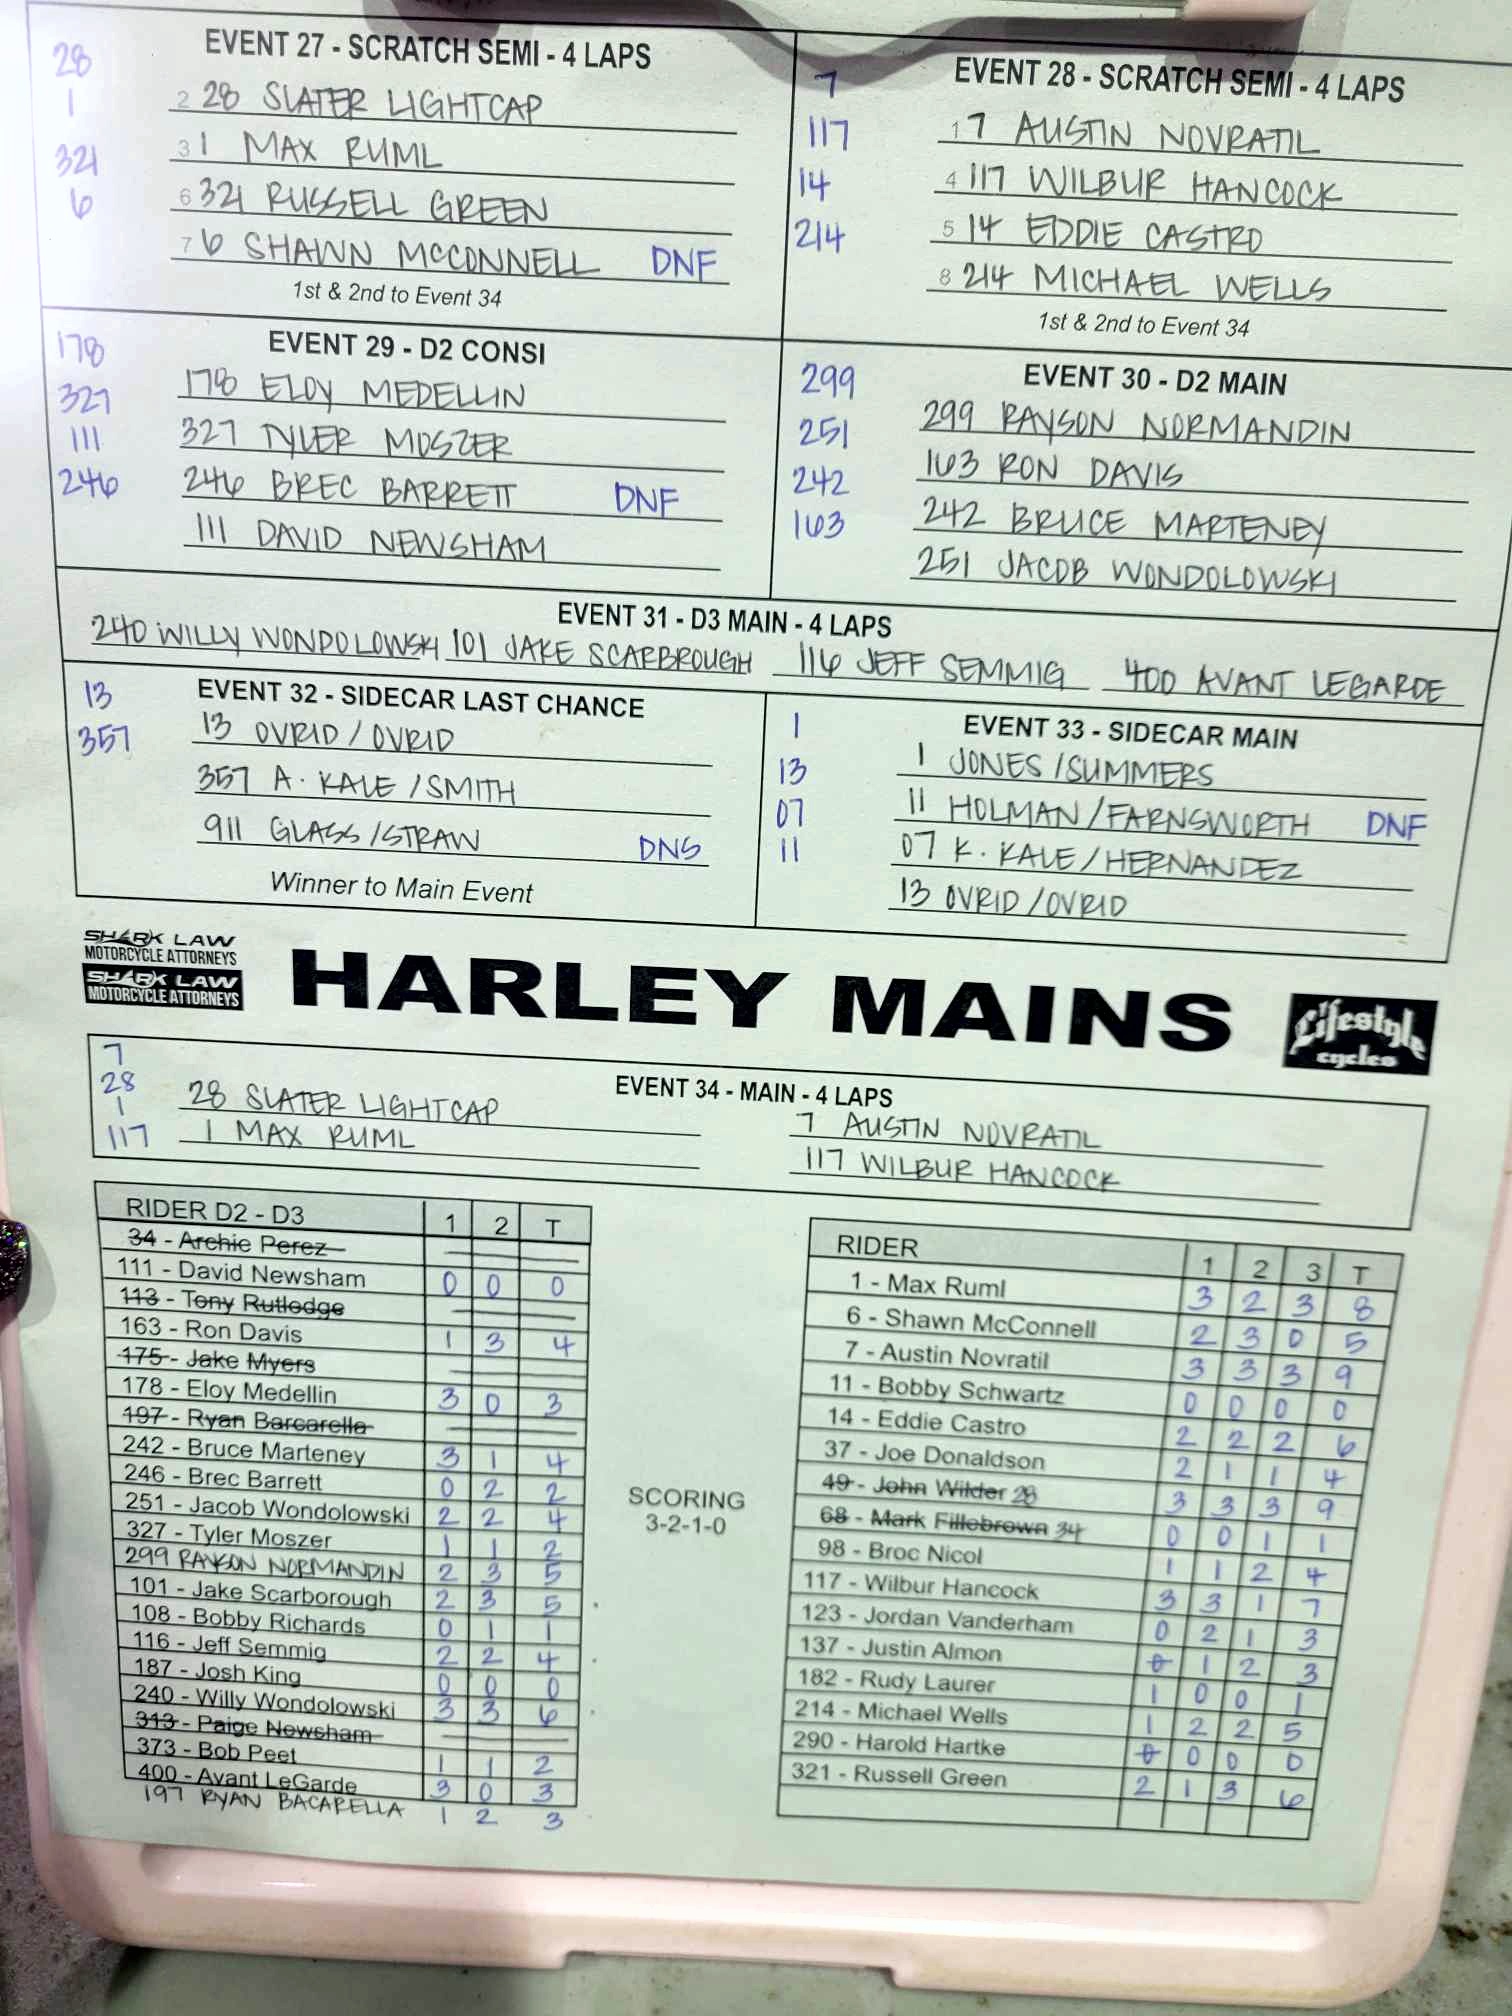 EVENT 27 - SCRATCH SEMI - 4 LAPS
28
2 28 SLATER LIGHTCAP
1
3 1 MAX RUML
321
6 321 RUSSELL GREEN
6
7 6 SHAWN McCONNELL DNF
1st & 2nd to Event 34
EVENT 28 - SCRATCH SEMI - 4 LAPS
7
1 7 AUSTIN NOVRATIL
117
4 117 WILBUR HANCOCK
14
5 14 EDDIE CASTRO
214
8 214 MICHAEL WELLS
1st & 2nd to Event 34
EVENT 29 - D2 CONSI
178
178 ELOY MEDELLIN
327
327 TYLER MOSZER
111
246 BREC BARRETT DNF
246
111 DAVID NEWSHAM
EVENT 30 - D2 MAIN
299
299 RAYSON NORMANDIN
251
163 RON DAVIS
242
242 BRUCE MARTENEY
163
251 JACOB WONDOLOWSKI
EVENT 31 - D3 MAIN - 4 LAPS
240 WILLY WONDOLOWSKI 101 JAKE SCARBROUGH 116 JEFF SEMMIG 400 AVANT LEGARDE
EVENT 32 - SIDECAR LAST CHANCE
13
13 OVRID / OVRID
357
357 A. KALE / SMITH
911 GLASS / STRAW DNS
Winner to Main Event
EVENT 33 - SIDECAR MAIN
1
1 JONES / SUMMERS
13
11 HOLMAN / FARNSWORTH DNF
07
07 K. KALE / HERNANDEZ
11
13 OVRID / OVRID
SHARK LAW
MOTORCYCLE ATTORNEYS
SHARK LAW
MOTORCYCLE ATTORNEYS
HARLEY MAINS
Lifestyle
cycles
EVENT 34 - MAIN - 4 LAPS
7
28
1
117
28 SLATER LIGHTCAP 7 AUSTIN NOVRATIL
1 MAX RUML 117 WILBUR HANCOCK
RIDER D2 - D3 1 2 T
34 - Archie Perez
111 - David Newsham 0 0 0
113 - Tony Rutledge
163 - Ron Davis 1 3 4
175 - Jake Myers
178 - Eloy Medellin 3 0 3
197 - Ryan Barcarella
242 - Bruce Marteney 3 1 4
246 - Brec Barrett 0 2 2
251 - Jacob Wondolowski 2 2 4
327 - Tyler Moszer 1 1 2
299 RAYSON NORMANDIN 2 3 5
101 - Jake Scarborough 2 3 5
108 - Bobby Richards 0 1 1
116 - Jeff Semmig 2 2 4
187 - Josh King 0 0 0
240 - Willy Wondolowski 3 3 6
313 - Paige Newsham
373 - Bob Peet 1 1 2
400 - Avant LeGarde 3 0 3
197 RYAN BACARELLA 1 2 3
SCORING
3-2-1-0
RIDER 1 2 3 T
1 - Max Ruml 3 2 3 8
6 - Shawn McConnell 2 3 0 5
7 - Austin Novratil 3 3 3 9
11 - Bobby Schwartz 0 0 0 0
14 - Eddie Castro 2 2 2 6
37 - Joe Donaldson 2 1 1 4
49 - John Wilder 28 3 3 3 9
68 - Mark Fillebrown 34 0 0 1 1
98 - Broc Nicol 1 1 2 4
117 - Wilbur Hancock 3 3 1 7
123 - Jordan Vanderham 0 2 1 3
137 - Justin Almon 0 1 2 3
182 - Rudy Laurer 1 0 0 1
214 - Michael Wells 1 2 2 5
290 - Harold Hartke 0 0 0 0
321 - Russell Green 2 1 3 6